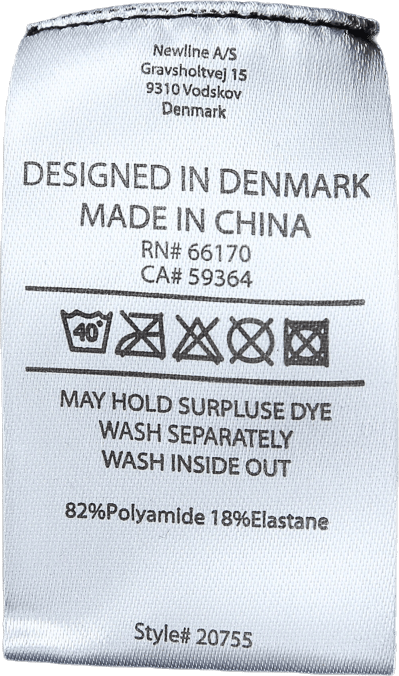 Newline A/S
Gravsholtvej 15
9310 Vodskov
Denmark
DESIGNED IN DENMARK
MADE IN CHINA
RN# 66170
CA# 59364
40°
MAY HOLD SURPLUSE DYE
WASH SEPARATELY
WASH INSIDE OUT
82%Polyamide 18%Elastane
Style# 20755